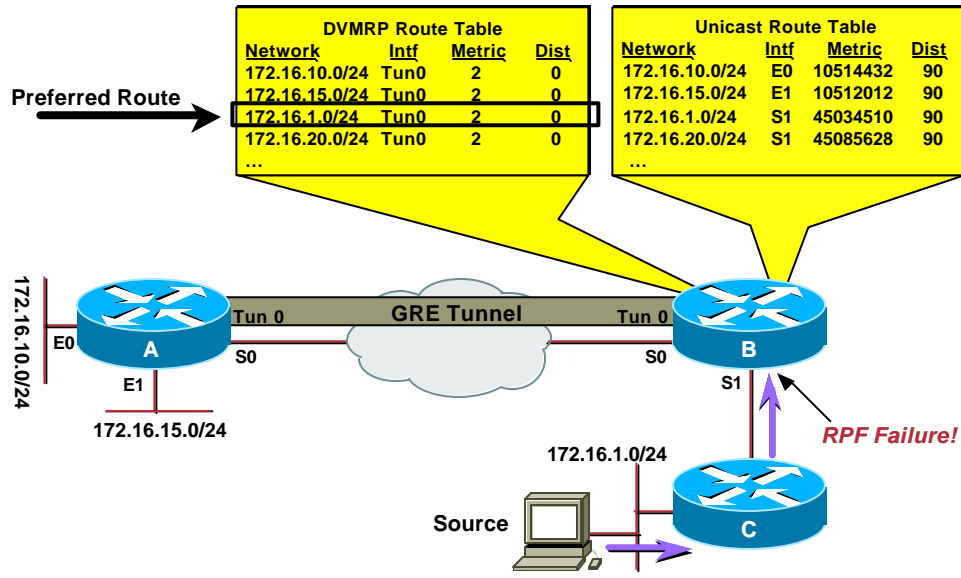 DVMRP Route Table
Network Intf Metric Dist
172.16.10.0/24 Tun0 2 0
172.16.15.0/24 Tun0 2 0
172.16.1.0/24 Tun0 2 0
172.16.20.0/24 Tun0 2 0
...
Unicast Route Table
Network Intf Metric Dist
172.16.10.0/24 E0 10514432 90
172.16.15.0/24 E1 10512012 90
172.16.1.0/24 S1 45034510 90
172.16.20.0/24 S1 45085628 90
...
Preferred Route
172.16.10.0/24
E0
A
Tun 0
GRE Tunnel
Tun 0
B
S0
S0
E1
S1
172.16.15.0/24
RPF Failure!
172.16.1.0/24
Source
C